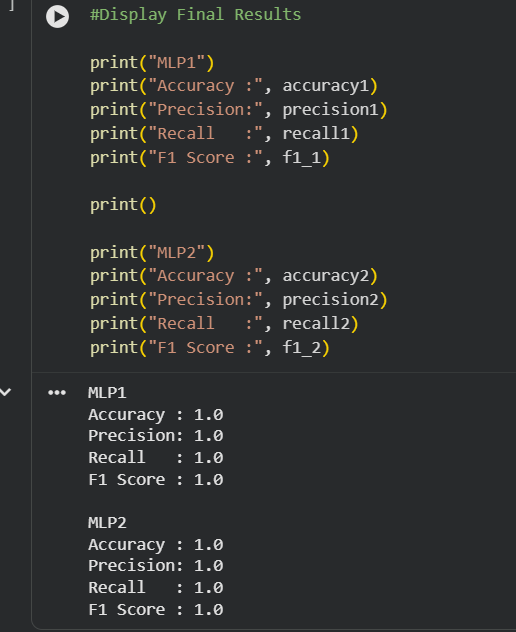 ]
#Display Final Results
print("MLP1")
print("Accuracy :", accuracy1)
print("Precision:", precision1)
print("Recall   :", recall1)
print("F1 Score :", f1_1)
print()
print("MLP2")
print("Accuracy :", accuracy2)
print("Precision:", precision2)
print("Recall   :", recall2)
print("F1 Score :", f1_2)
MLP1
Accuracy : 1.0
Precision: 1.0
Recall   : 1.0
F1 Score : 1.0
MLP2
Accuracy : 1.0
Precision: 1.0
Recall   : 1.0
F1 Score : 1.0